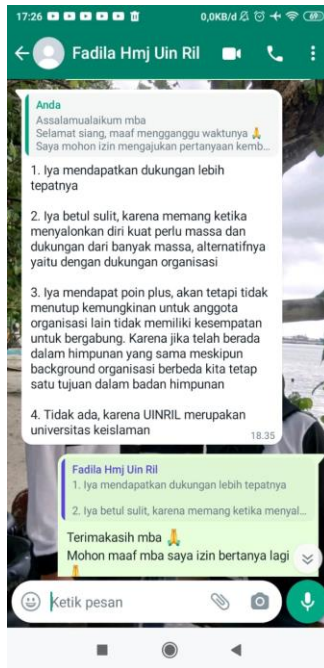 17:26
0,0KB/d
69
Fadila Hmj Uin Ril
Anda
Assalamualaikum mba
Selamat siang, maaf mengganggu waktunya 🙏
Saya mohon izin mengajukan pertanyaan kemb...
1. Iya mendapatkan dukungan lebih
tepatnya
2. Iya betul sulit, karena memang ketika
menyalonkan diri kuat perlu massa dan
dukungan dari banyak massa, alternatifnya
yaitu dengan dukungan organisasi
3. Iya mendapat poin plus, akan tetapi tidak
menutup kemungkinan untuk anggota
organisasi lain tidak memiliki kesempatan
untuk bergabung. Karena jika telah berada
dalam himpunan yang sama meskipun
background organisasi berbeda kita tetap
satu tujuan dalam badan himpunan
4. Tidak ada, karena UINRIL merupakan
universitas keislaman
18.35
Fadila Hmj Uin Ril
1. Iya mendapatkan dukungan lebih tepatnya
2. Iya betul sulit, karena memang ketika menyal...
Terimakasih mba 🙏
Mohon maaf mba saya izin bertanya lagi
🙏
Ketik pesan